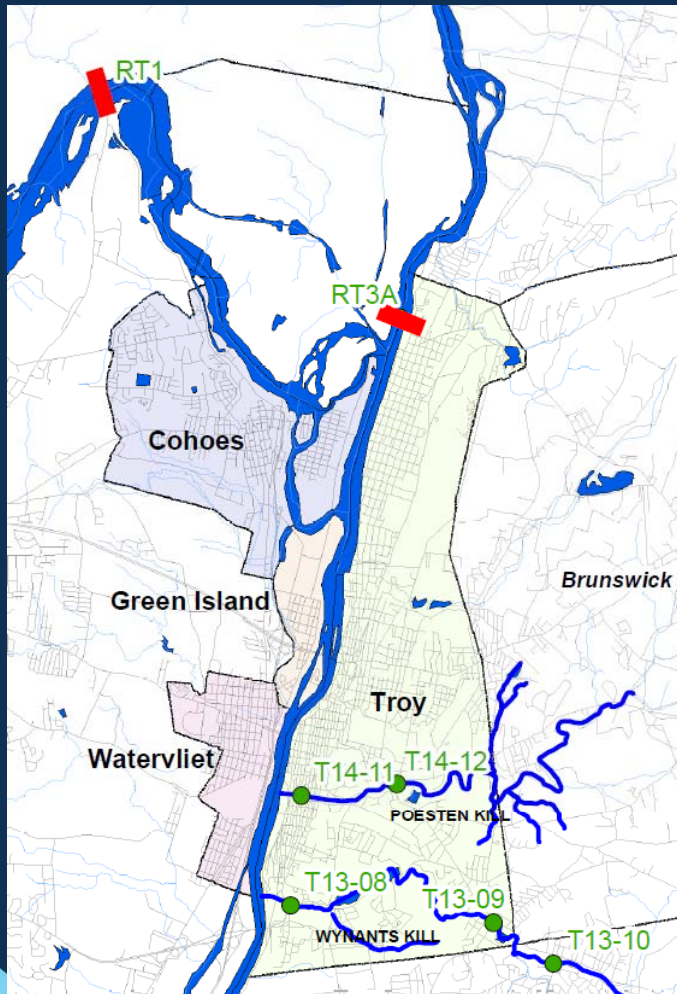 RT1
RT3A
Cohoes
Green Island
Brunswick
Troy
Watervliet
T14-11
T14-12
POESTEN KILL
T13-08
T13-09
WYNANTS KILL
T13-10